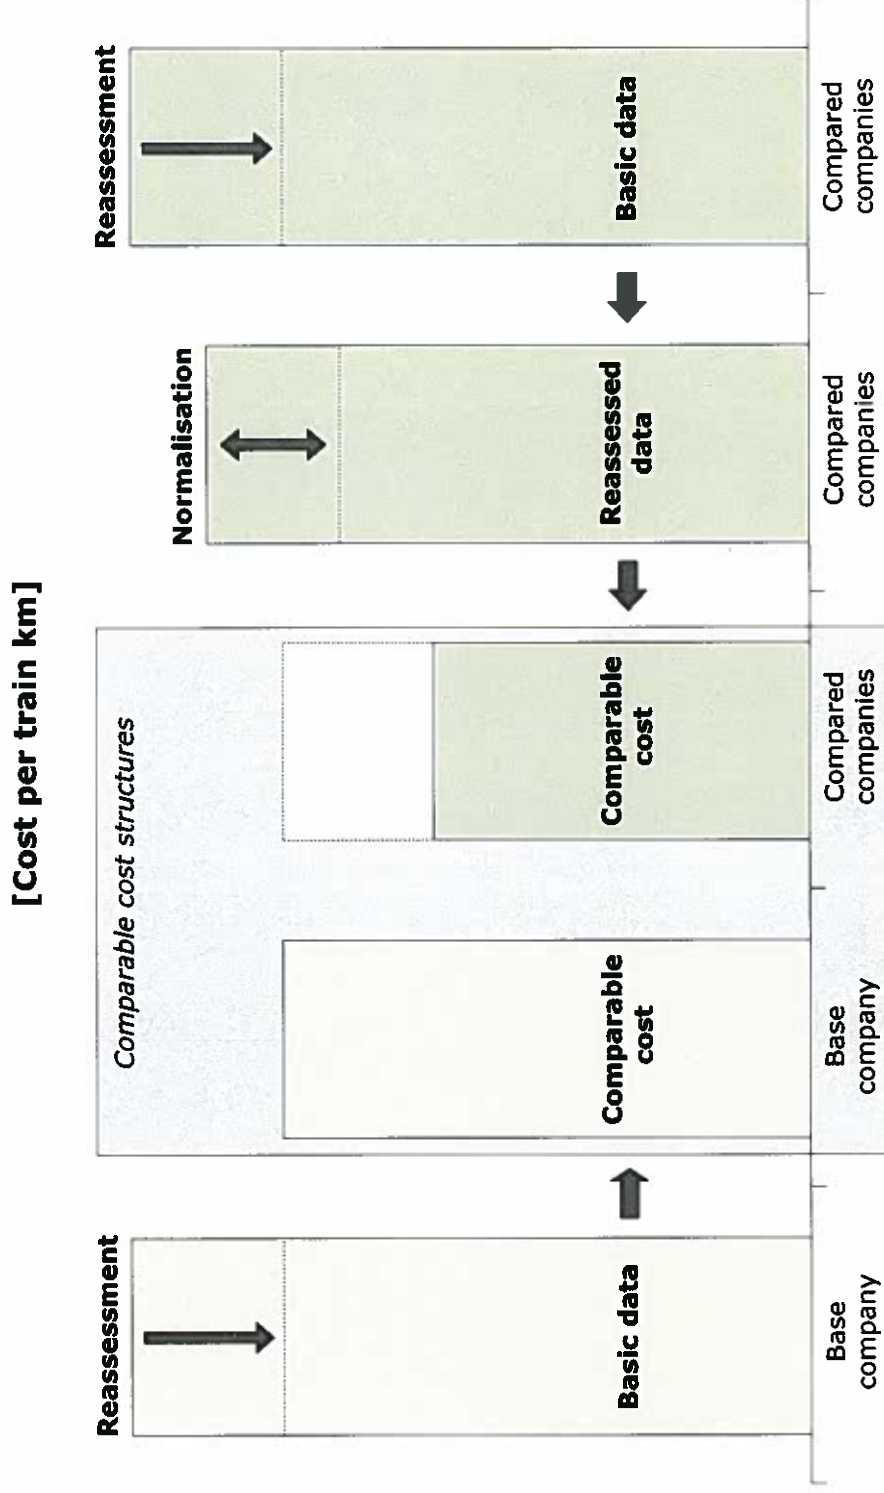 [Cost per train km]
Comparable cost structures
Reassessment
Basic data
Base
company
Comparable
cost
Base
company
Comparable
cost
Compared
companies
Normalisation
Reassessed
data
Compared
companies
Reassessment
Basic data
Compared
companies